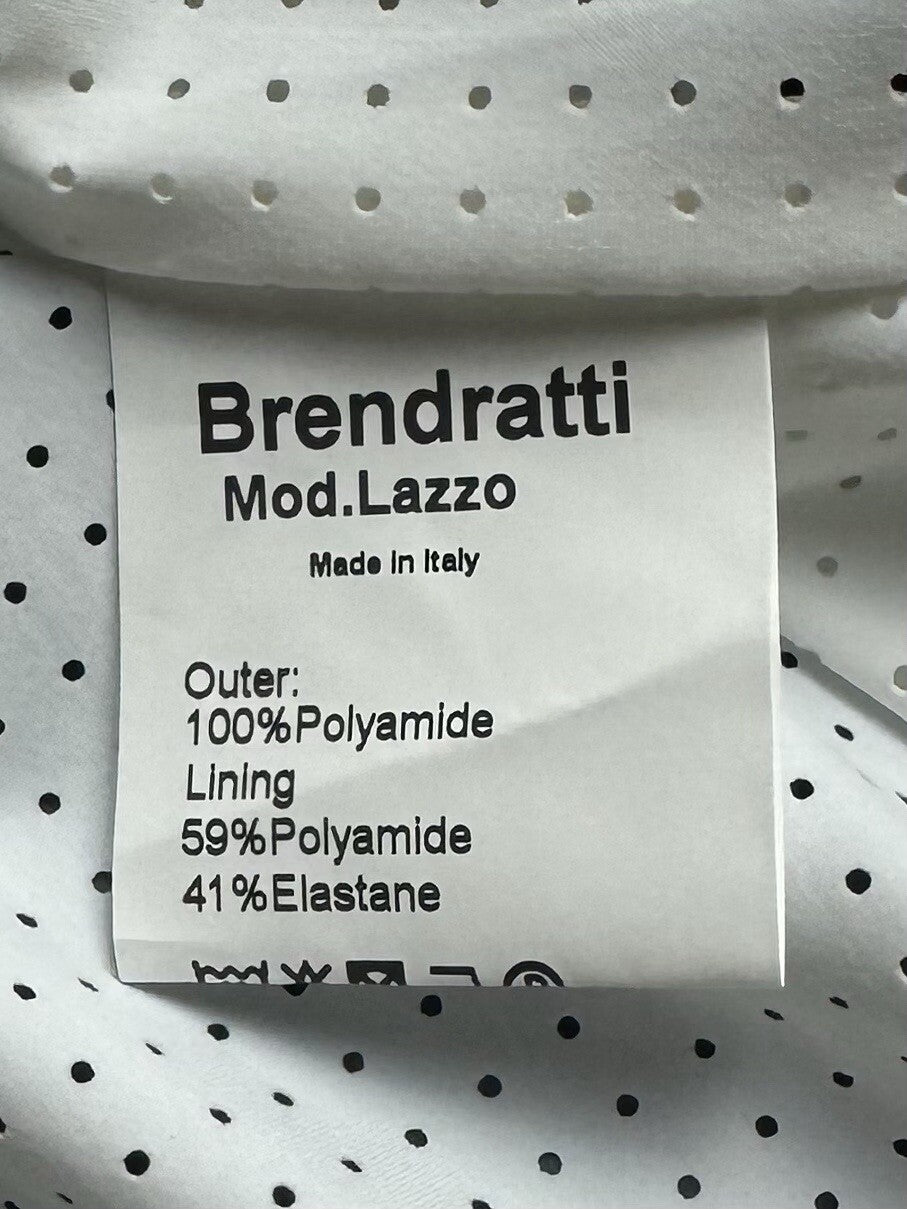 Brendratti
Mod.Lazzo
Made in Italy
Outer:
100%Polyamide
Lining
59%Polyamide
41%Elastane